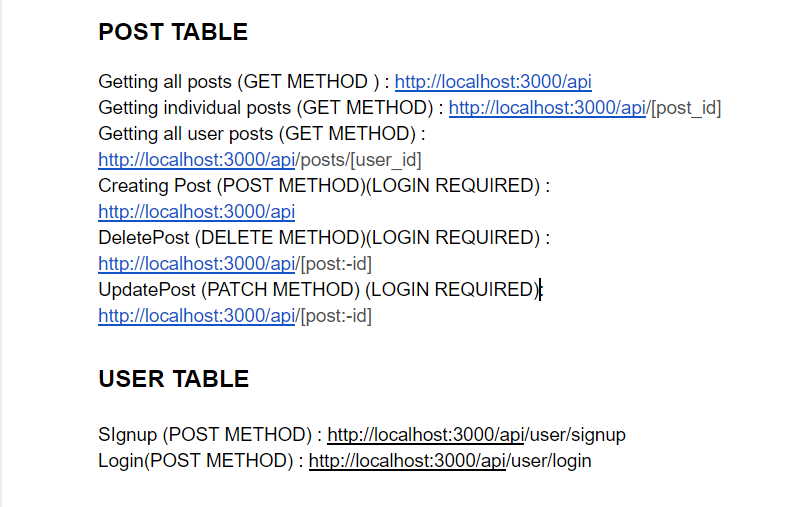 POST TABLE
Getting all posts (GET METHOD ) : http://localhost:3000/api
Getting individual posts (GET METHOD) : http://localhost:3000/api/[post_id]
Getting all user posts (GET METHOD) :
http://localhost:3000/api/posts/[user_id]
Creating Post (POST METHOD)(LOGIN REQUIRED) :
http://localhost:3000/api
DeletePost (DELETE METHOD)(LOGIN REQUIRED) :
http://localhost:3000/api/[post:-id]
UpdatePost (PATCH METHOD) (LOGIN REQUIRED):
http://localhost:3000/api/[post:-id]
USER TABLE
SIgnup (POST METHOD) : http://localhost:3000/api/user/signup
Login(POST METHOD) : http://localhost:3000/api/user/login